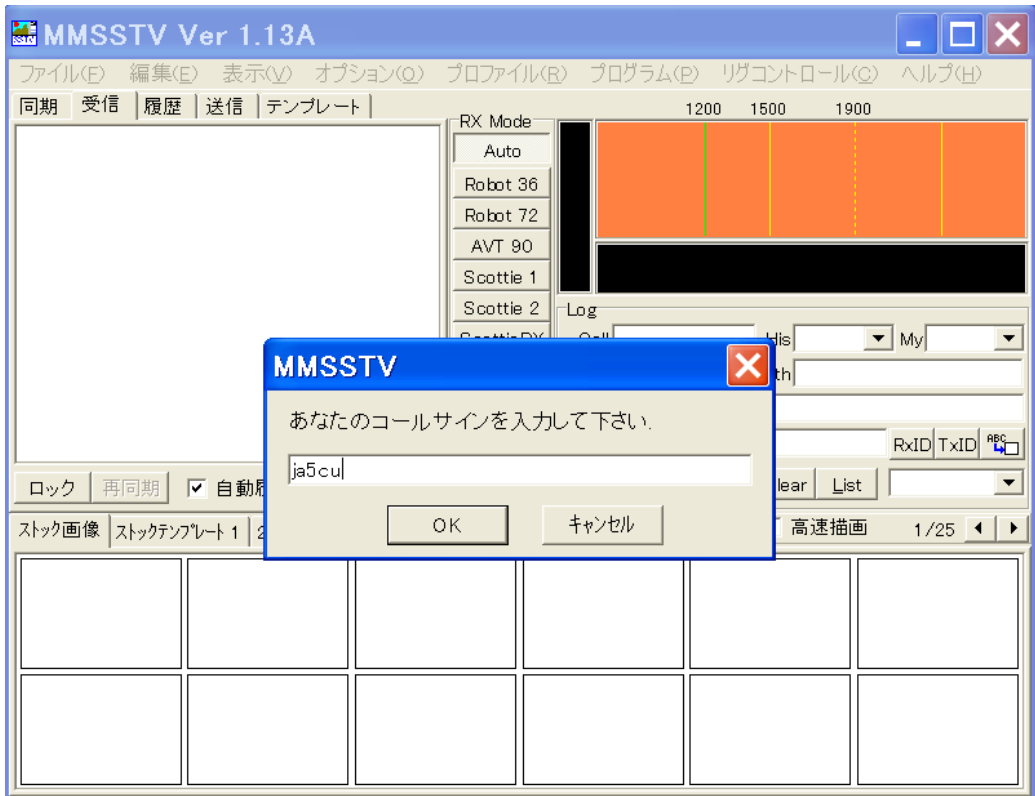 MMSSTV Ver 1.13A
ファイル(F) 編集(E) 表示(V) オプション(O) プロファイル(R) プログラム(P) リグコントロール(C) ヘルプ(H)
同期 受信 履歴 送信 テンプレート
1200 1500 1900
RX Mode
Auto
Robot 36
Robot 72
AVT 90
Scottie 1
Scottie 2
Log
His My
MMSSTV
あなたのコールサインを入力して下さい.
ja5cu
OK キャンセル
RxID TxID ABC
ロック 再同期 自動
List
ストック画像 ストックテンプレート 1 2
高速描画 1/25